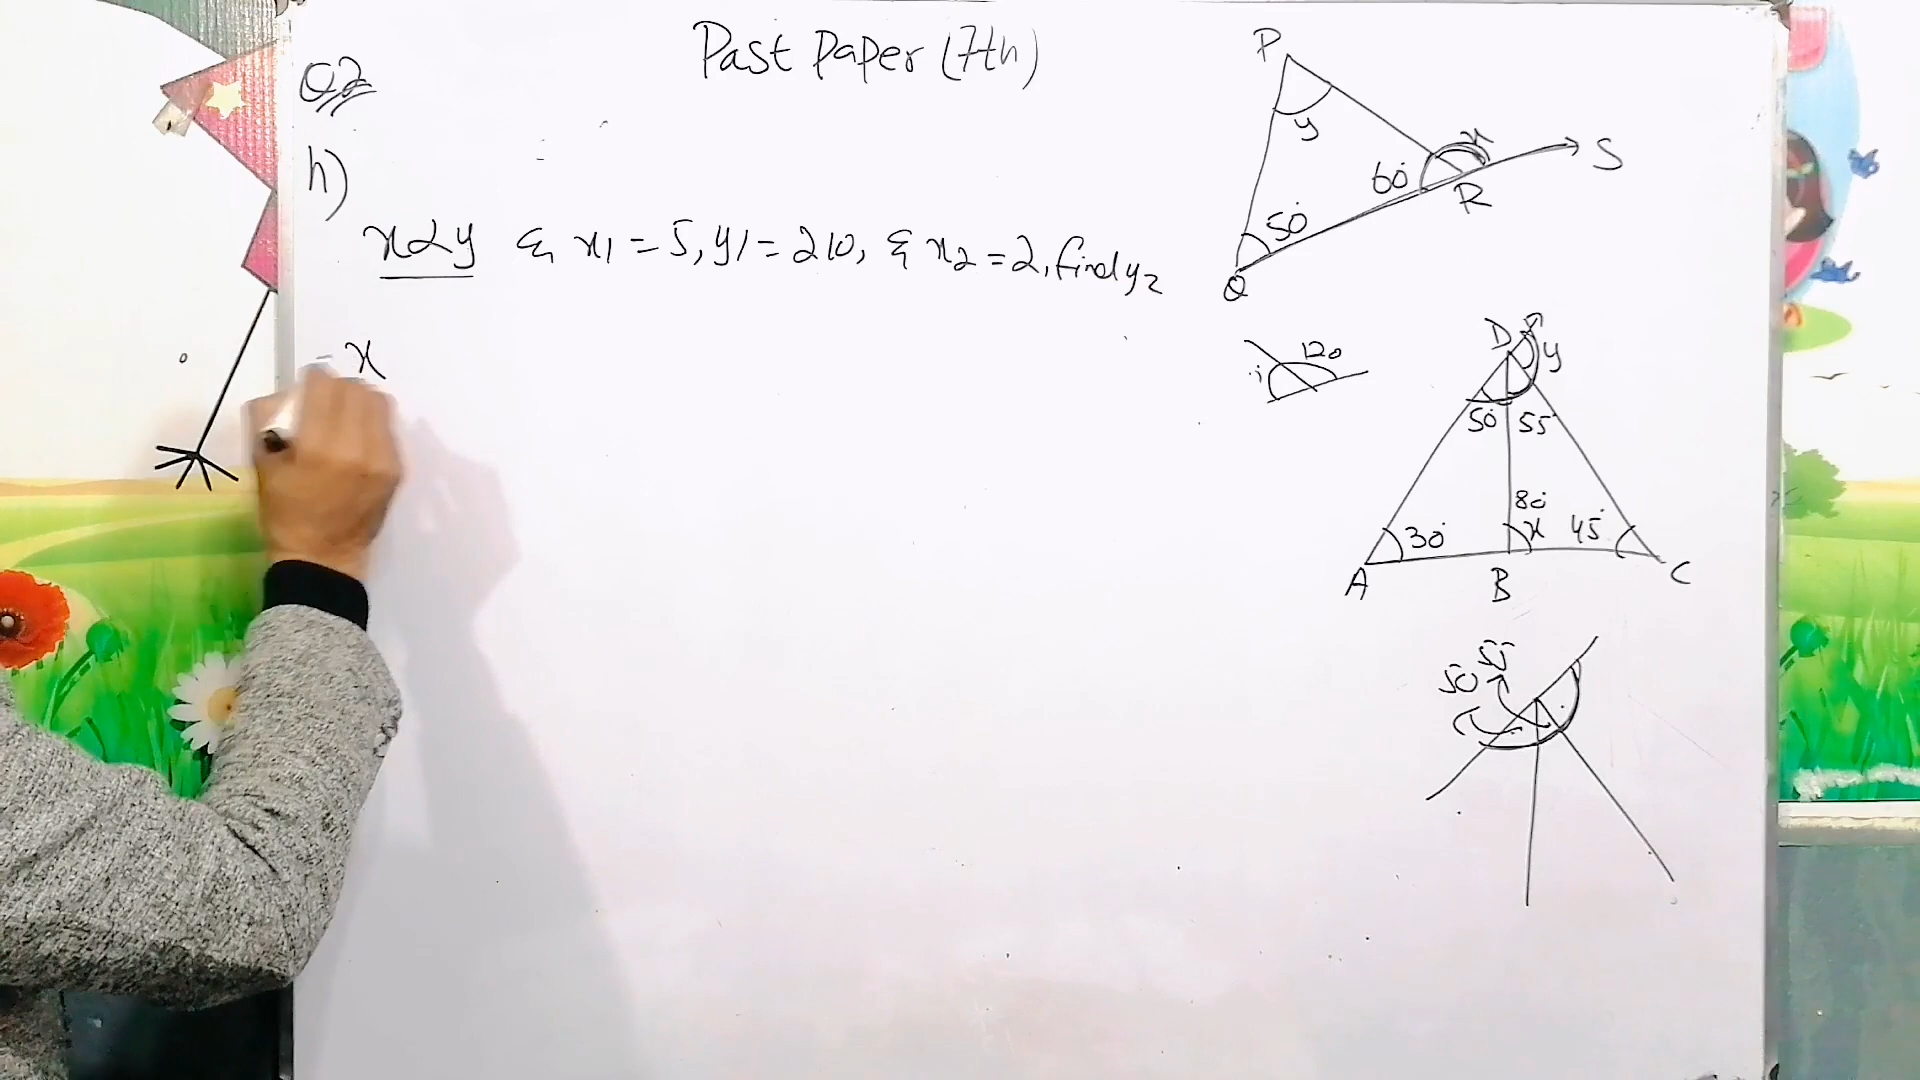 Past Paper (7th)
Q2
h)
x∝y & x1 = 5, y1 = 210, & x2 = 2, find y2
x
P
y
x
60°
R
S
50°
Q
120
D
y
50° 55°
80°
30° x 45°
A B C
55
50